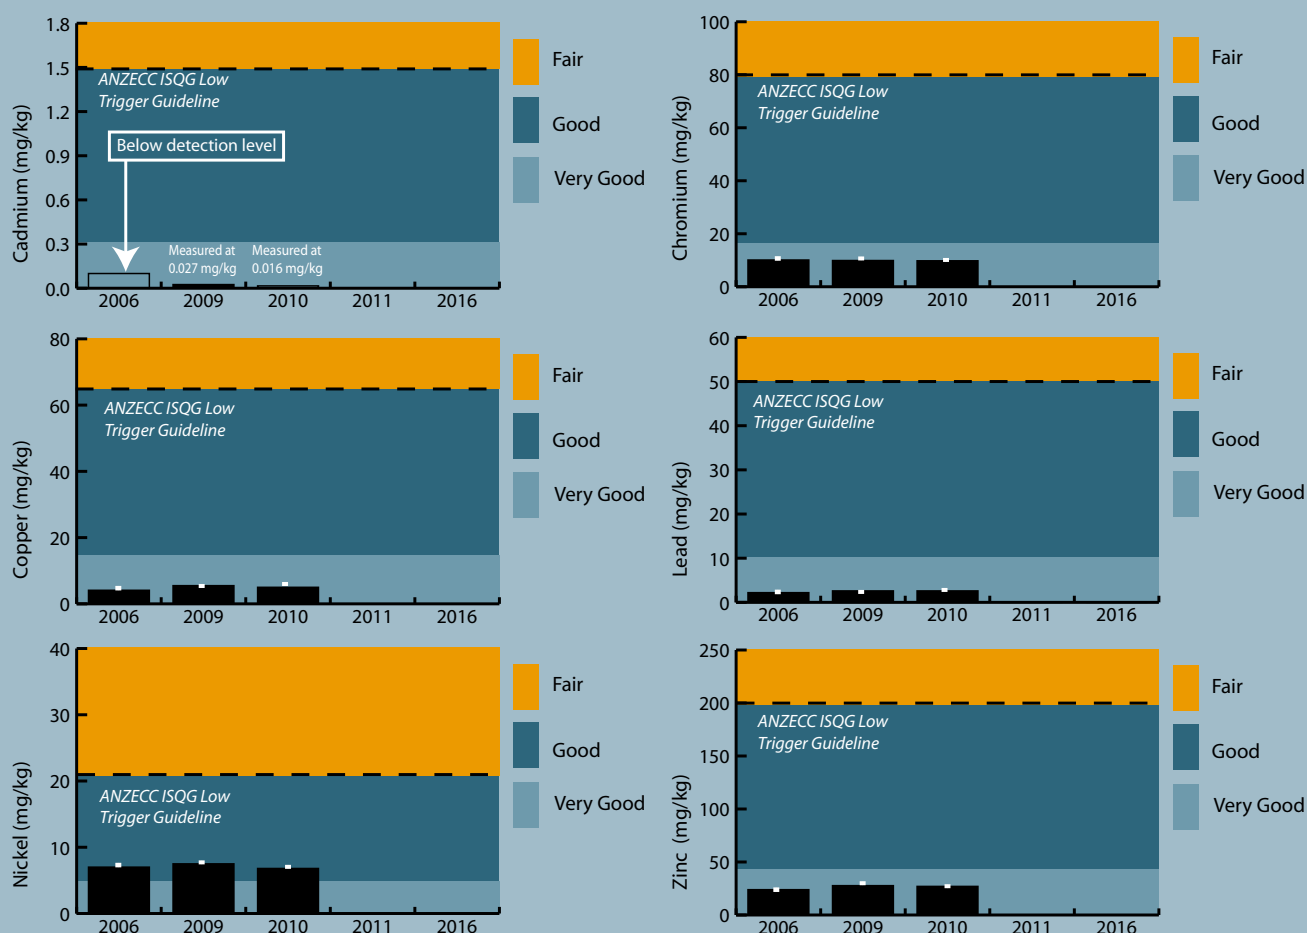 Cadmium (mg/kg)
1.8
1.5
1.2
0.9
0.6
0.3
0.0
ANZECC ISQG Low
Trigger Guideline
Below detection level
Measured at
0.027 mg/kg
Measured at
0.016 mg/kg
2006 2009 2010 2011 2016
Fair
Good
Very Good
Chromium (mg/kg)
100
80
60
40
20
0
ANZECC ISQG Low
Trigger Guideline
2006 2009 2010 2011 2016
Fair
Good
Very Good
Copper (mg/kg)
80
60
40
20
0
ANZECC ISQG Low
Trigger Guideline
2006 2009 2010 2011 2016
Fair
Good
Very Good
Lead (mg/kg)
60
50
40
30
20
10
0
ANZECC ISQG Low
Trigger Guideline
2006 2009 2010 2011 2016
Fair
Good
Very Good
Nickel (mg/kg)
40
30
20
10
0
ANZECC ISQG Low
Trigger Guideline
2006 2009 2010 2011 2016
Fair
Good
Very Good
Zinc (mg/kg)
250
200
150
100
50
0
ANZECC ISQG Low
Trigger Guideline
2006 2009 2010 2011 2016
Fair
Good
Very Good